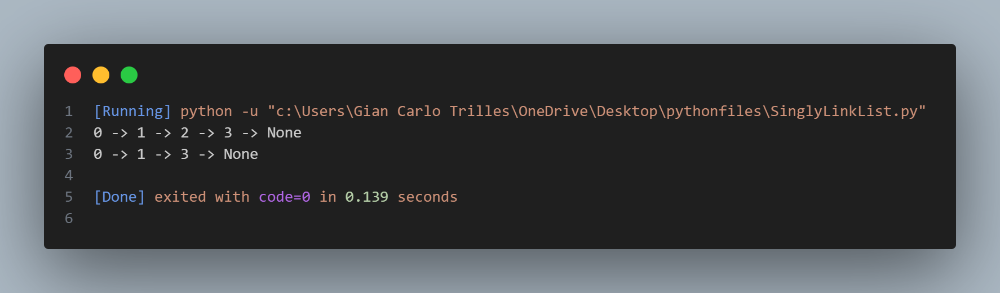 1 [Running] python -u "c:\Users\Gian Carlo Trilles\OneDrive\Desktop\pythonfiles\SinglyLinkList.py"
2 0 -> 1 -> 2 -> 3 -> None
3 0 -> 1 -> 3 -> None
4
5 [Done] exited with code=0 in 0.139 seconds
6